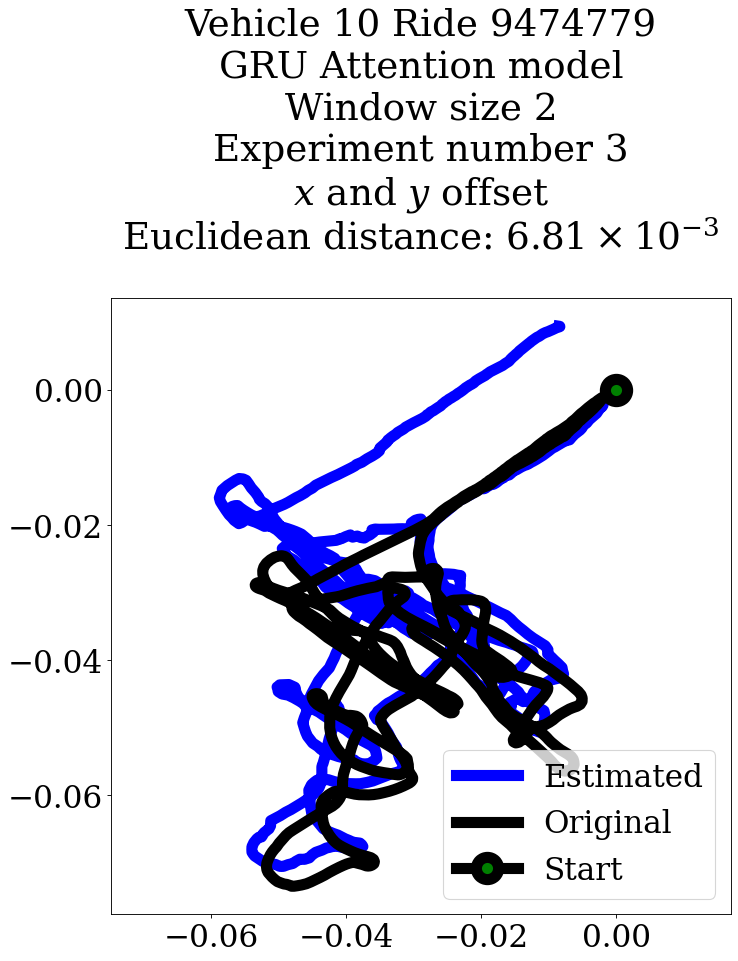 Vehicle 10 Ride 9474779
GRU Attention model
Window size 2
Experiment number 3
x and y offset
Euclidean distance: 6.81 × 10⁻³
0.00
−0.02
−0.04
−0.06
Estimated
Original
Start
−0.06 −0.04 −0.02 0.00